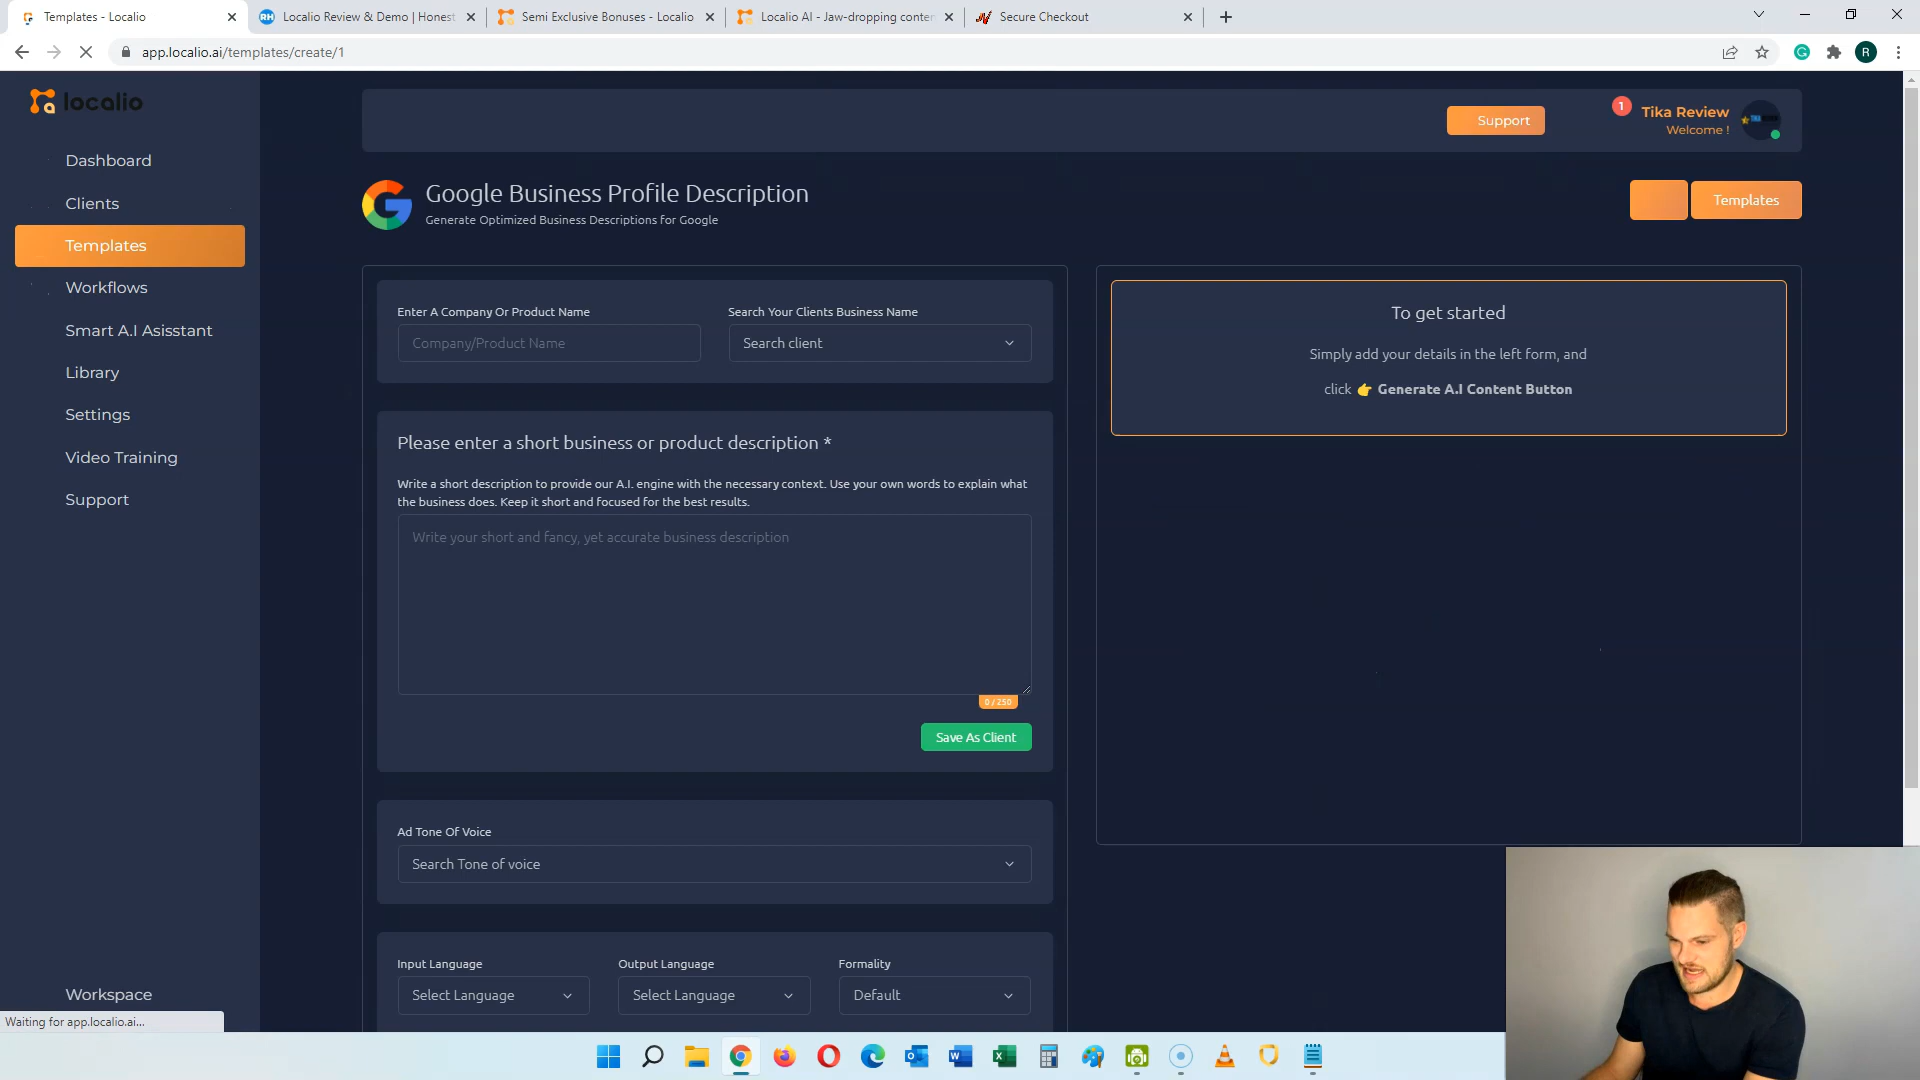 Templates - Localio
Localio Review & Demo | Honest
Semi Exclusive Bonuses - Localio
Localio AI - Jaw-dropping conter
Secure Checkout
app.localio.ai/templates/create/1
R
localio
Support
1
Tika Review
Welcome !
Dashboard
Clients
Templates
Workflows
Smart A.I Asisstant
Library
Settings
Video Training
Support
Workspace
Waiting for app.localio.ai...
Google Business Profile Description
Generate Optimized Business Descriptions for Google
Templates
Enter A Company Or Product Name
Company/Product Name
Search Your Clients Business Name
Search client
Please enter a short business or product description *
Write a short description to provide our A.I. engine with the necessary context. Use your own words to explain what
the business does. Keep it short and focused for the best results.
Write your short and fancy, yet accurate business description
0 / 250
Save As Client
Ad Tone Of Voice
Search Tone of voice
Input Language
Select Language
Output Language
Select Language
Formality
Default
To get started
Simply add your details in the left form, and
click 👉 Generate A.I Content Button